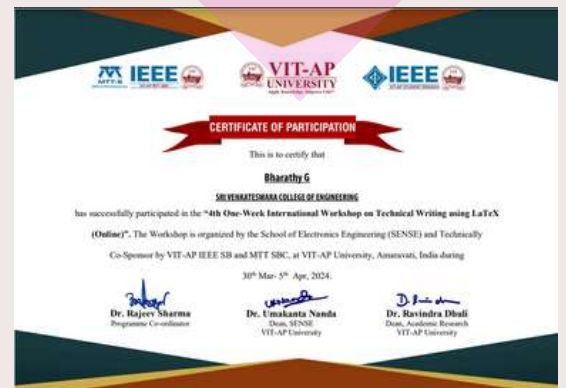 MTT-S
IEEE
VIT-AP
UNIVERSITY
IEEE
CERTIFICATE OF PARTICIPATION
This is to certify that
Bharathy G
SRI VENKATESWARA COLLEGE OF ENGINEERING
has successfully participated in the "4th One-Week International Workshop on Technical Writing using LaTeX
(Online)". The Workshop is organized by the School of Electronics Engineering (SENSE) and Technically
Co-Sponsor by VIT-AP IEEE SB and MTT SBC, at VIT-AP University, Amaravati, India during
30th Mar- 5th Apr, 2024.
Dr. Rajeev Sharma
Programme Co-ordinator
Dr. Umakanta Nanda
Dean, SENSE
VIT-AP University
Dr. Ravindra Dhuli
Dean, Academic Research
VIT-AP University